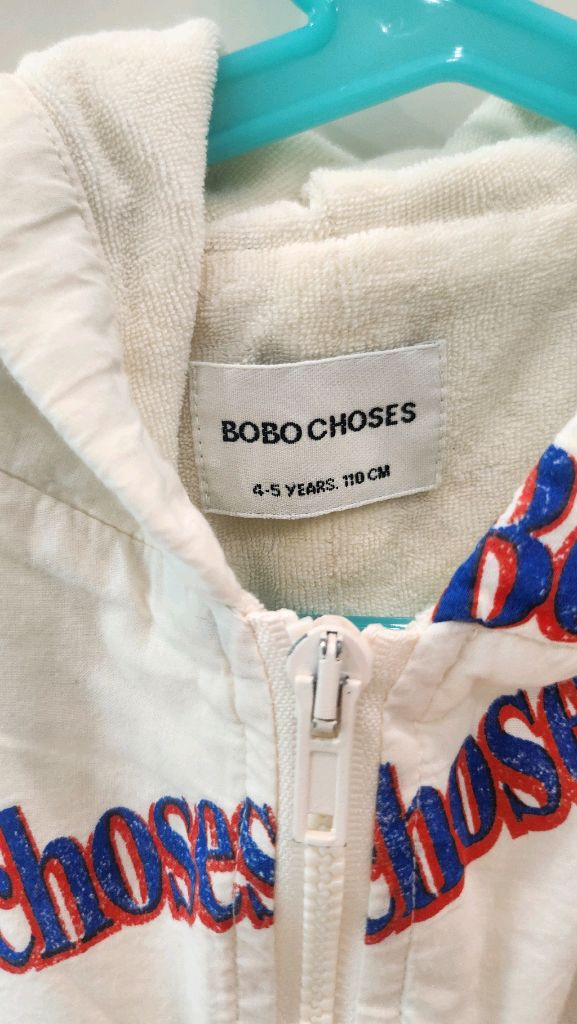 BOBO CHOSES
4-5 YEARS. 110 CM
choses
choses